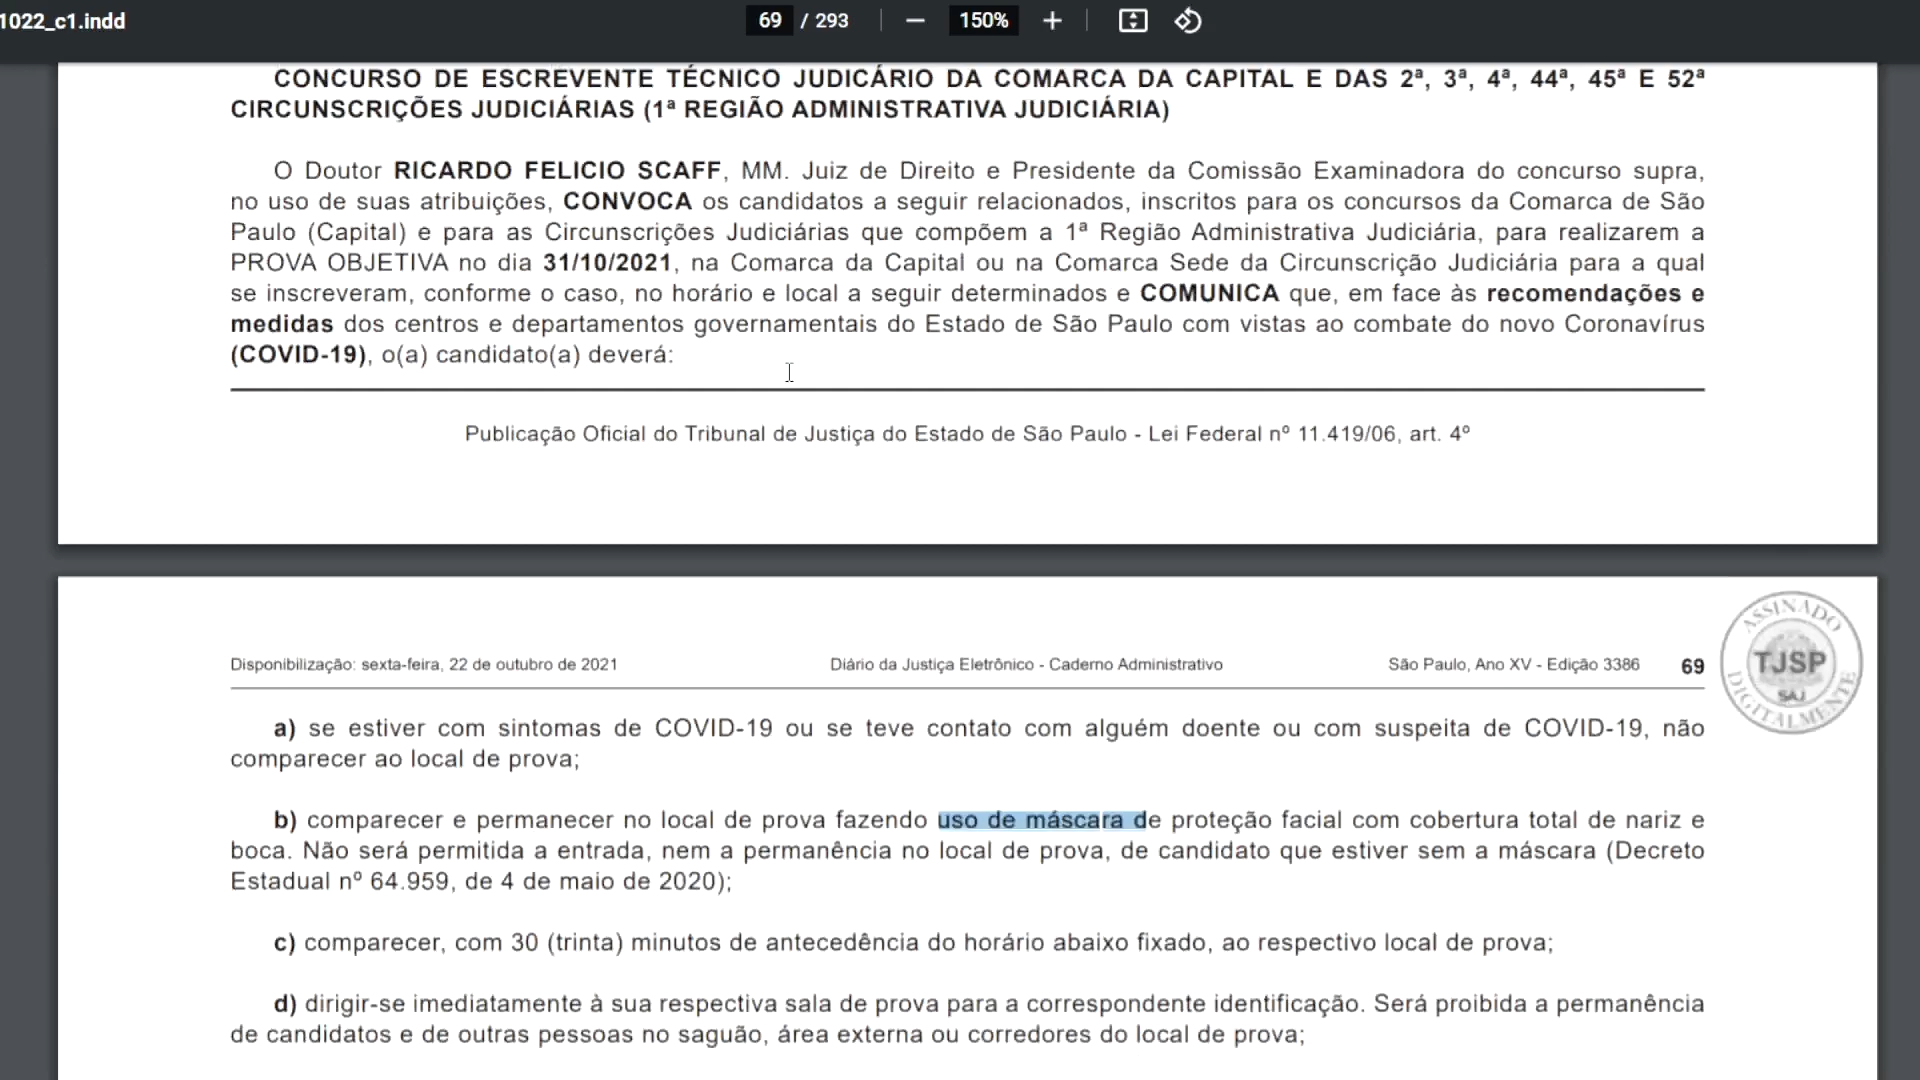 1022_c1.indd
69 / 293
150%
CONCURSO DE ESCREVENTE TÉCNICO JUDICIÁRIO DA COMARCA DA CAPITAL E DAS 2ª, 3ª, 4ª, 44ª, 45ª E 52ª
CIRCUNSCRIÇÕES JUDICIÁRIAS (1ª REGIÃO ADMINISTRATIVA JUDICIÁRIA)
O Doutor RICARDO FELICIO SCAFF, MM. Juiz de Direito e Presidente da Comissão Examinadora do concurso supra,
no uso de suas atribuições, CONVOCA os candidatos a seguir relacionados, inscritos para os concursos da Comarca de São
Paulo (Capital) e para as Circunscrições Judiciárias que compõem a 1ª Região Administrativa Judiciária, para realizarem a
PROVA OBJETIVA no dia 31/10/2021, na Comarca da Capital ou na Comarca Sede da Circunscrição Judiciária para a qual
se inscreveram, conforme o caso, no horário e local a seguir determinados e COMUNICA que, em face às recomendações e
medidas dos centros e departamentos governamentais do Estado de São Paulo com vistas ao combate do novo Coronavírus
(COVID-19), o(a) candidato(a) deverá:
Publicação Oficial do Tribunal de Justiça do Estado de São Paulo - Lei Federal nº 11.419/06, art. 4º
Disponibilização: sexta-feira, 22 de outubro de 2021
Diário da Justiça Eletrônico - Caderno Administrativo
São Paulo, Ano XV - Edição 3386
69
ASSINADO
TJSP
SAJ
DIGITALMENTE
a) se estiver com sintomas de COVID-19 ou se teve contato com alguém doente ou com suspeita de COVID-19, não
comparecer ao local de prova;
b) comparecer e permanecer no local de prova fazendo uso de máscara de proteção facial com cobertura total de nariz e
boca. Não será permitida a entrada, nem a permanência no local de prova, de candidato que estiver sem a máscara (Decreto
Estadual nº 64.959, de 4 de maio de 2020);
c) comparecer, com 30 (trinta) minutos de antecedência do horário abaixo fixado, ao respectivo local de prova;
d) dirigir-se imediatamente à sua respectiva sala de prova para a correspondente identificação. Será proibida a permanência
de candidatos e de outras pessoas no saguão, área externa ou corredores do local de prova;